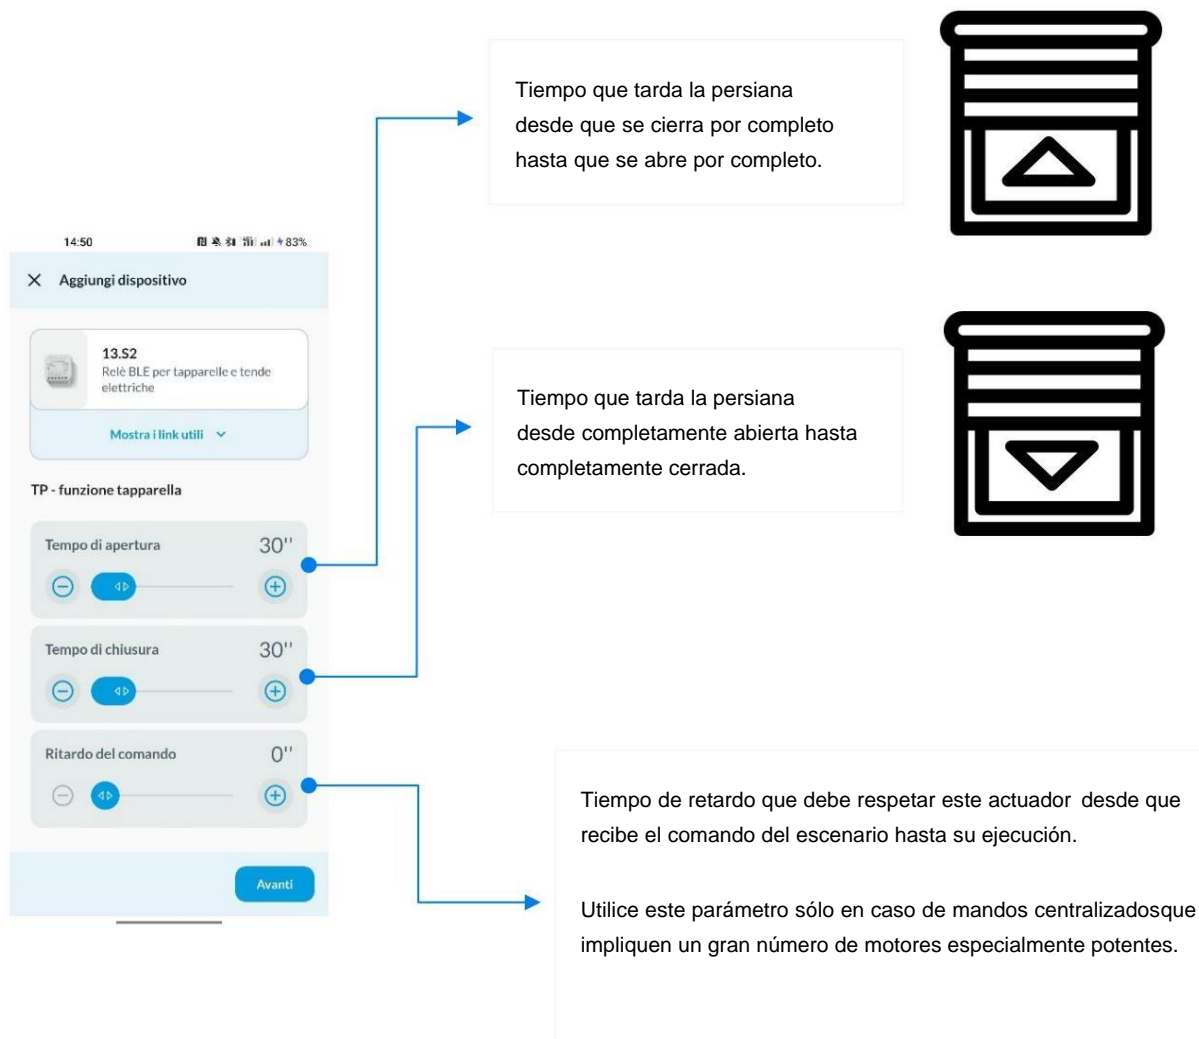 Tiempo que tarda la persiana
desde que se cierra por completo
hasta que se abre por completo.
14:50
83%
Aggiungi dispositivo
13.S2
Relè BLE per tapparelle e tende
elettriche
Mostra i link utili
Tiempo que tarda la persiana
desde completamente abierta hasta
completamente cerrada.
TP - funzione tapparella
Tempo di apertura 30''
Tempo di chiusura 30''
Ritardo del comando 0''
Avanti
Tiempo de retardo que debe respetar este actuador desde que
recibe el comando del escenario hasta su ejecución.
Utilice este parámetro sólo en caso de mandos centralizadosque
impliquen un gran número de motores especialmente potentes.